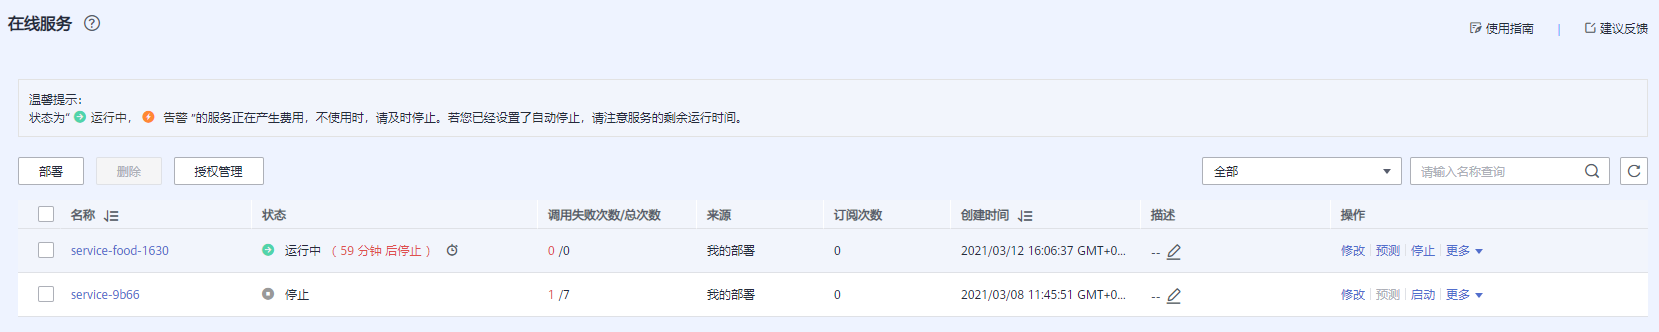 在线服务
使用指南 | 建议反馈
温馨提示：
状态为“ 运行中， 告警 ”的服务正在产生费用，不使用时，请及时停止。若您已经设置了自动停止，请注意服务的剩余运行时间。
部署 删除 授权管理 全部 请输入名称查询
名称 状态 调用失败次数/总次数 来源 订阅次数 创建时间 描述 操作
service-food-1630 运行中 （ 59 分钟 后停止 ） 0 /0 我的部署 0 2021/03/12 16:06:37 GMT+0... -- 修改 预测 停止 更多
service-9b66 停止 1 /7 我的部署 0 2021/03/08 11:45:51 GMT+0... -- 修改 预测 启动 更多